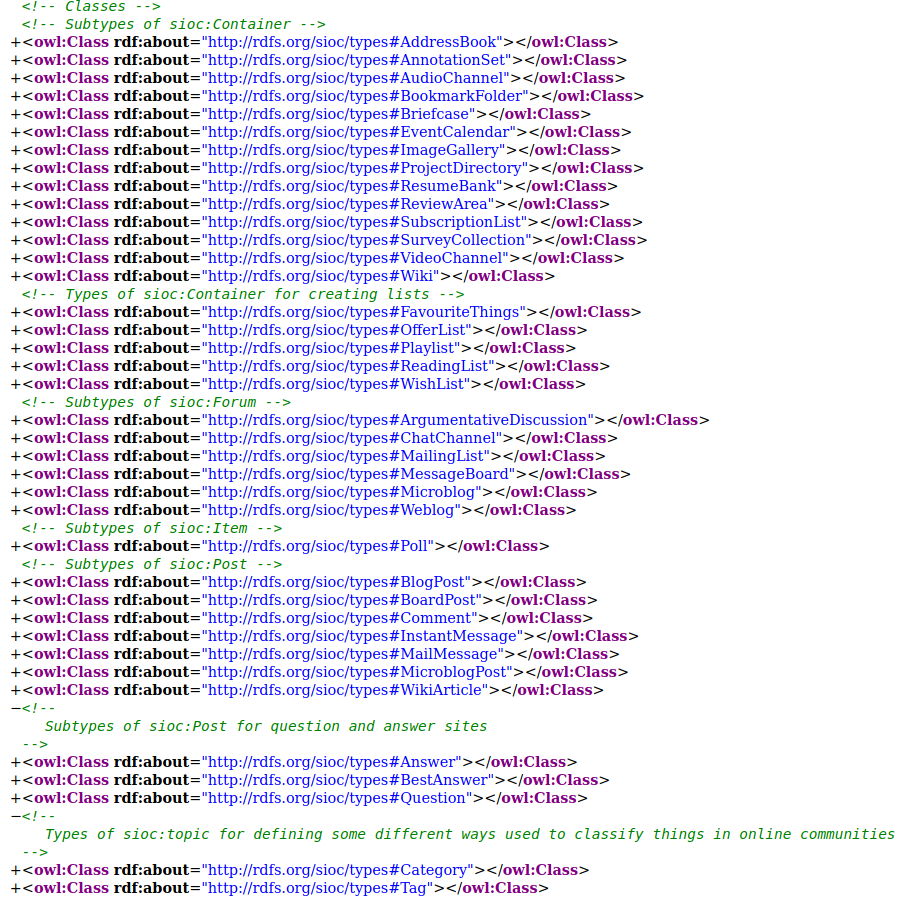 <!-- Classes -->
<!-- Subtypes of sioc:Container -->
+<owl:Class rdf:about="http://rdfs.org/sioc/types#AddressBook"></owl:Class>
+<owl:Class rdf:about="http://rdfs.org/sioc/types#AnnotationSet"></owl:Class>
+<owl:Class rdf:about="http://rdfs.org/sioc/types#AudioChannel"></owl:Class>
+<owl:Class rdf:about="http://rdfs.org/sioc/types#BookmarkFolder"></owl:Class>
+<owl:Class rdf:about="http://rdfs.org/sioc/types#Briefcase"></owl:Class>
+<owl:Class rdf:about="http://rdfs.org/sioc/types#EventCalendar"></owl:Class>
+<owl:Class rdf:about="http://rdfs.org/sioc/types#ImageGallery"></owl:Class>
+<owl:Class rdf:about="http://rdfs.org/sioc/types#ProjectDirectory"></owl:Class>
+<owl:Class rdf:about="http://rdfs.org/sioc/types#ResumeBank"></owl:Class>
+<owl:Class rdf:about="http://rdfs.org/sioc/types#ReviewArea"></owl:Class>
+<owl:Class rdf:about="http://rdfs.org/sioc/types#SubscriptionList"></owl:Class>
+<owl:Class rdf:about="http://rdfs.org/sioc/types#SurveyCollection"></owl:Class>
+<owl:Class rdf:about="http://rdfs.org/sioc/types#VideoChannel"></owl:Class>
+<owl:Class rdf:about="http://rdfs.org/sioc/types#Wiki"></owl:Class>
<!-- Types of sioc:Container for creating lists -->
+<owl:Class rdf:about="http://rdfs.org/sioc/types#FavouriteThings"></owl:Class>
+<owl:Class rdf:about="http://rdfs.org/sioc/types#OfferList"></owl:Class>
+<owl:Class rdf:about="http://rdfs.org/sioc/types#Playlist"></owl:Class>
+<owl:Class rdf:about="http://rdfs.org/sioc/types#ReadingList"></owl:Class>
+<owl:Class rdf:about="http://rdfs.org/sioc/types#WishList"></owl:Class>
<!-- Subtypes of sioc:Forum -->
+<owl:Class rdf:about="http://rdfs.org/sioc/types#ArgumentativeDiscussion"></owl:Class>
+<owl:Class rdf:about="http://rdfs.org/sioc/types#ChatChannel"></owl:Class>
+<owl:Class rdf:about="http://rdfs.org/sioc/types#MailingList"></owl:Class>
+<owl:Class rdf:about="http://rdfs.org/sioc/types#MessageBoard"></owl:Class>
+<owl:Class rdf:about="http://rdfs.org/sioc/types#Microblog"></owl:Class>
+<owl:Class rdf:about="http://rdfs.org/sioc/types#Weblog"></owl:Class>
<!-- Subtypes of sioc:Item -->
+<owl:Class rdf:about="http://rdfs.org/sioc/types#Poll"></owl:Class>
<!-- Subtypes of sioc:Post -->
+<owl:Class rdf:about="http://rdfs.org/sioc/types#BlogPost"></owl:Class>
+<owl:Class rdf:about="http://rdfs.org/sioc/types#BoardPost"></owl:Class>
+<owl:Class rdf:about="http://rdfs.org/sioc/types#Comment"></owl:Class>
+<owl:Class rdf:about="http://rdfs.org/sioc/types#InstantMessage"></owl:Class>
+<owl:Class rdf:about="http://rdfs.org/sioc/types#MailMessage"></owl:Class>
+<owl:Class rdf:about="http://rdfs.org/sioc/types#MicroblogPost"></owl:Class>
+<owl:Class rdf:about="http://rdfs.org/sioc/types#WikiArticle"></owl:Class>
−<!--
Subtypes of sioc:Post for question and answer sites
-->
+<owl:Class rdf:about="http://rdfs.org/sioc/types#Answer"></owl:Class>
+<owl:Class rdf:about="http://rdfs.org/sioc/types#BestAnswer"></owl:Class>
+<owl:Class rdf:about="http://rdfs.org/sioc/types#Question"></owl:Class>
−<!--
Types of sioc:topic for defining some different ways used to classify things in online communities
-->
+<owl:Class rdf:about="http://rdfs.org/sioc/types#Category"></owl:Class>
+<owl:Class rdf:about="http://rdfs.org/sioc/types#Tag"></owl:Class>